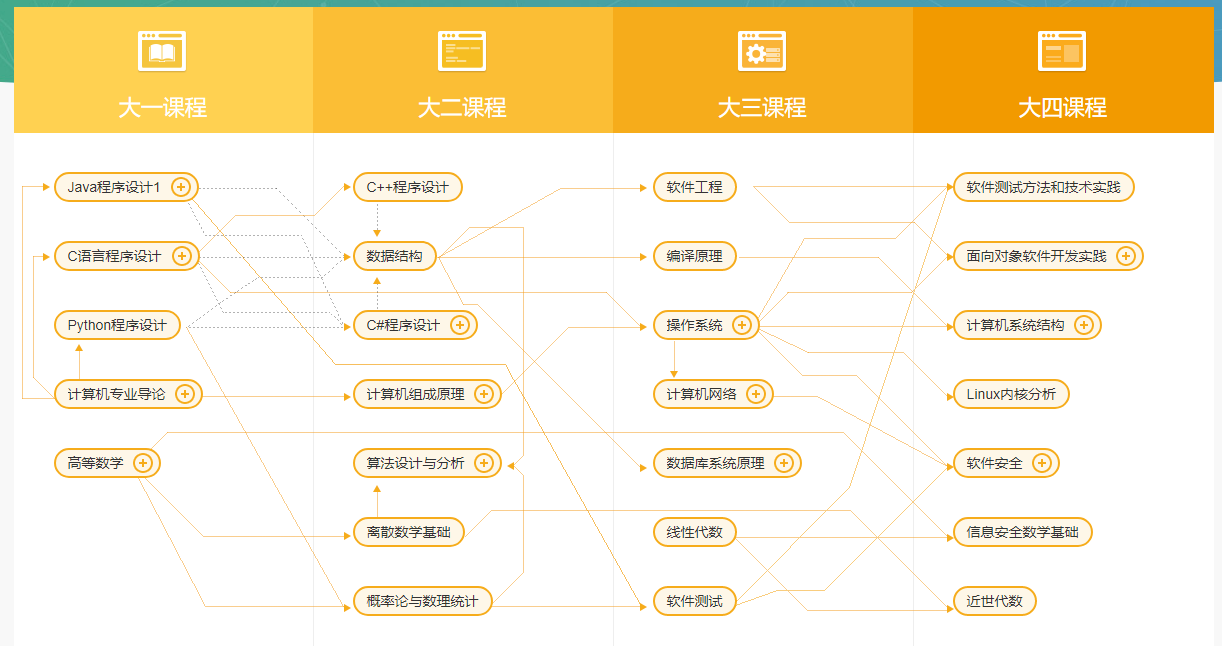 大一课程
大二课程
大三课程
大四课程
Java程序设计1
C++程序设计
软件工程
软件测试方法和技术实践
C语言程序设计
数据结构
编译原理
面向对象软件开发实践
Python程序设计
C#程序设计
操作系统
计算机系统结构
计算机专业导论
计算机组成原理
计算机网络
Linux内核分析
高等数学
算法设计与分析
数据库系统原理
软件安全
离散数学基础
线性代数
信息安全数学基础
概率论与数理统计
软件测试
近世代数